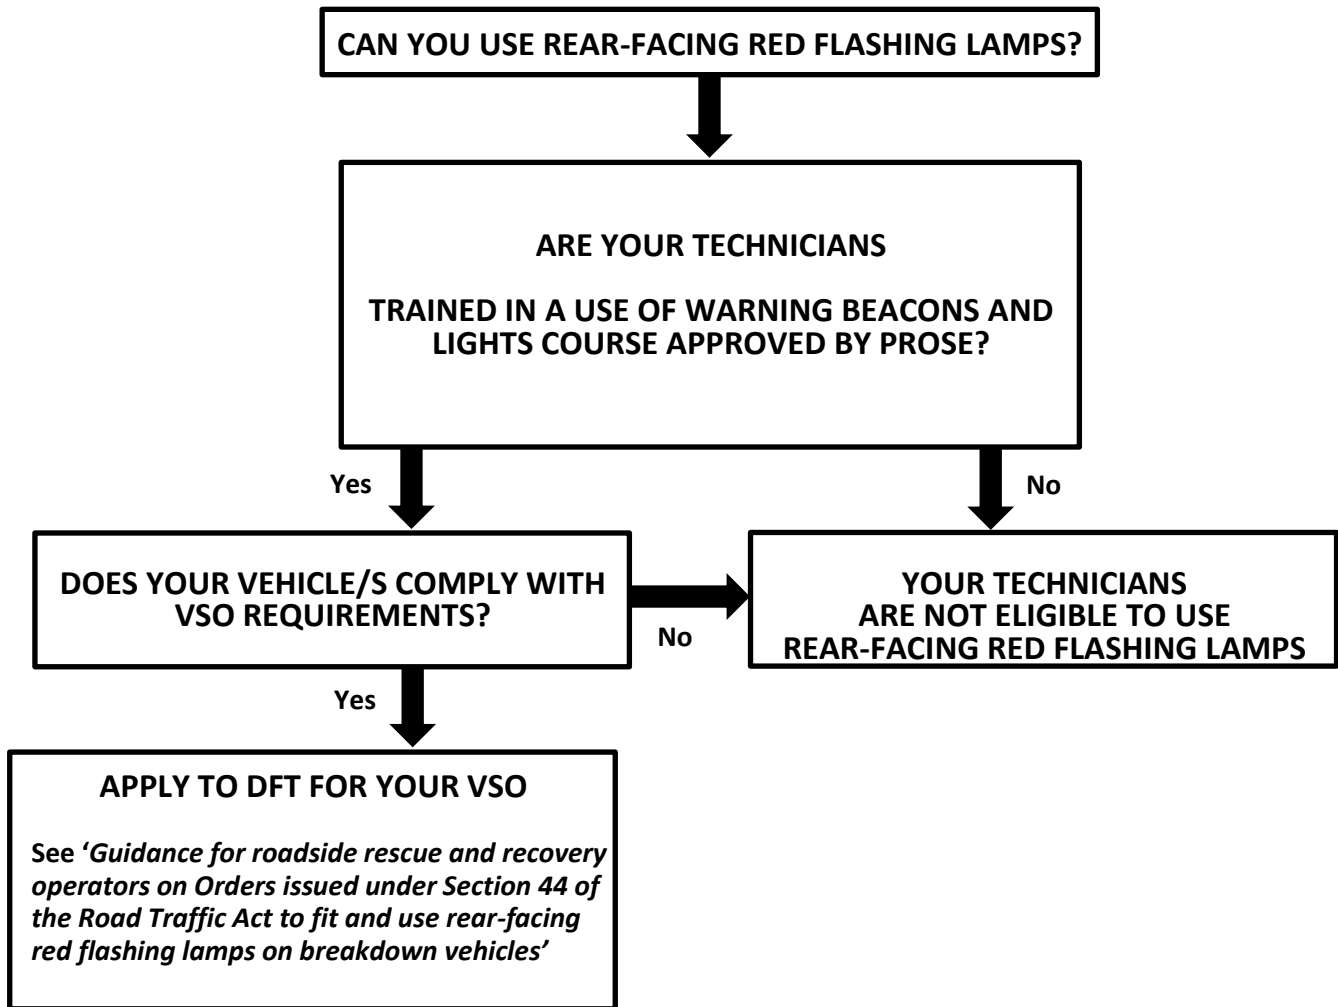 CAN YOU USE REAR-FACING RED FLASHING LAMPS?
ARE YOUR TECHNICIANS
TRAINED IN A USE OF WARNING BEACONS AND
LIGHTS COURSE APPROVED BY PROSE?
Yes
No
DOES YOUR VEHICLE/S COMPLY WITH
VSO REQUIREMENTS?
No
YOUR TECHNICIANS
ARE NOT ELIGIBLE TO USE
REAR-FACING RED FLASHING LAMPS
Yes
APPLY TO DFT FOR YOUR VSO
See ‘Guidance for roadside rescue and recovery
operators on Orders issued under Section 44 of
the Road Traffic Act to fit and use rear-facing
red flashing lamps on breakdown vehicles’